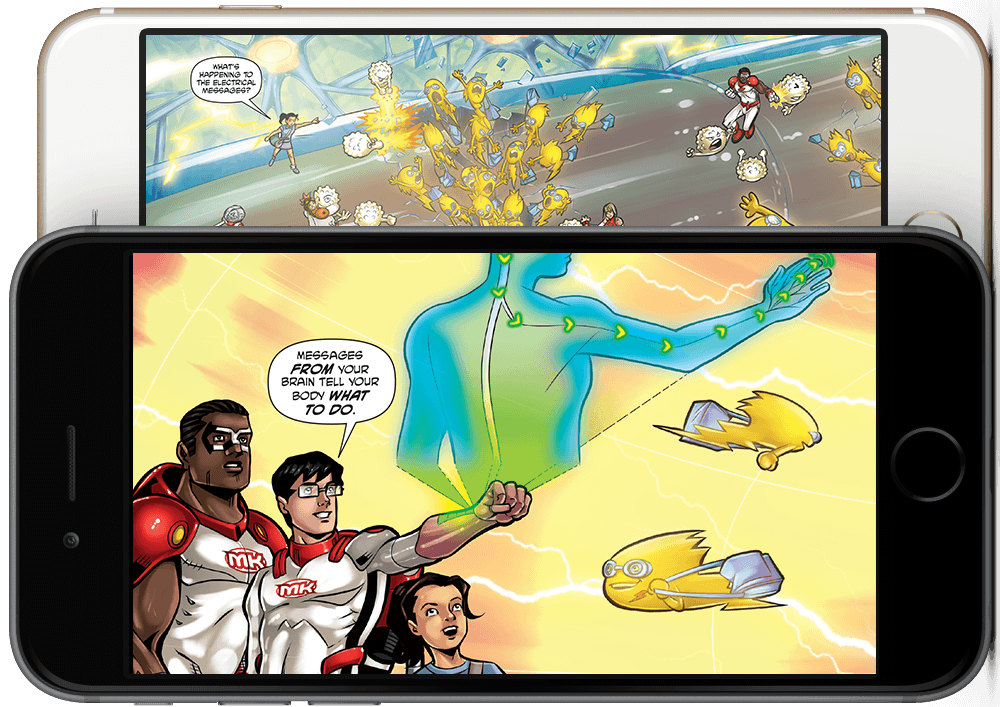 WHAT'S
HAPPENING TO
THE ELECTRICAL
MESSAGES?
MESSAGES
FROM YOUR
BRAIN TELL YOUR
BODY WHAT
TO DO.
MK
MK